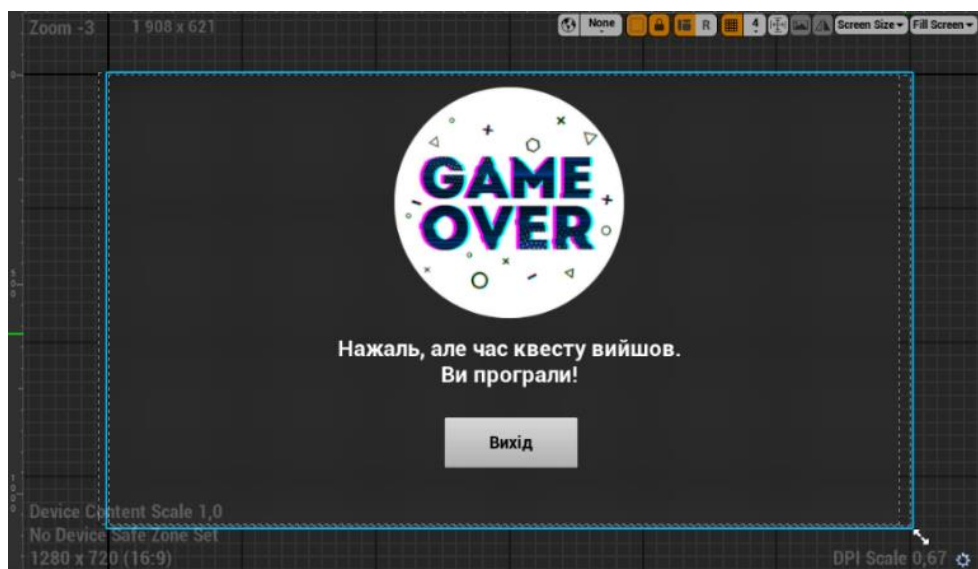 Zoom -3
1 908 x 621
None
R
4
Screen Size
Fill Screen
0
GAME
OVER
Нажаль, але час квесту вийшов.
Ви програли!
Вихід
Device Content Scale 1,0
No Device Safe Zone Set
1280 x 720 (16:9)
DPI Scale 0,67